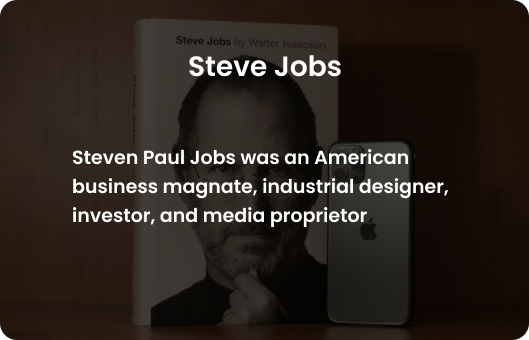 Steve Jobs by Walter Isaacson
Steve Jobs
Steven Paul Jobs was an American
business magnate, industrial designer,
investor, and media proprietor